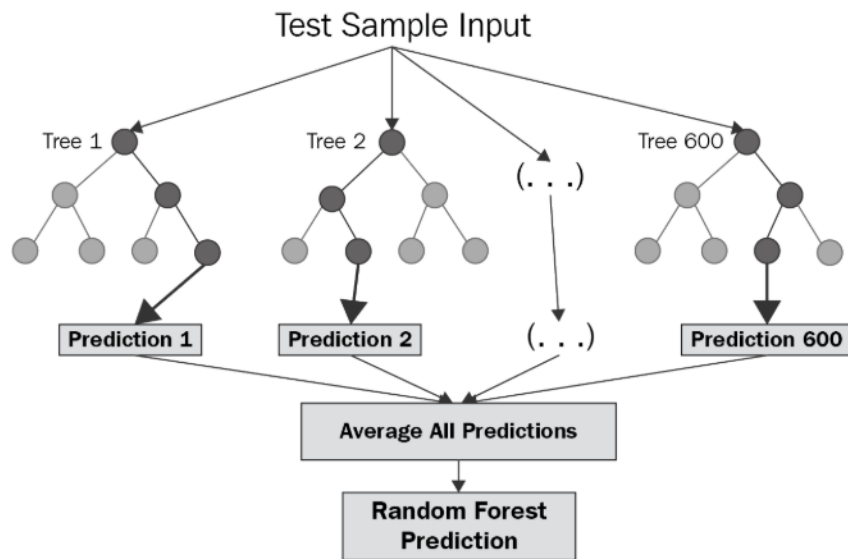 Test Sample Input
Tree 1
Tree 2
Tree 600
(. . .)
Prediction 1
Prediction 2
(. . .)
Prediction 600
Average All Predictions
Random Forest
Prediction